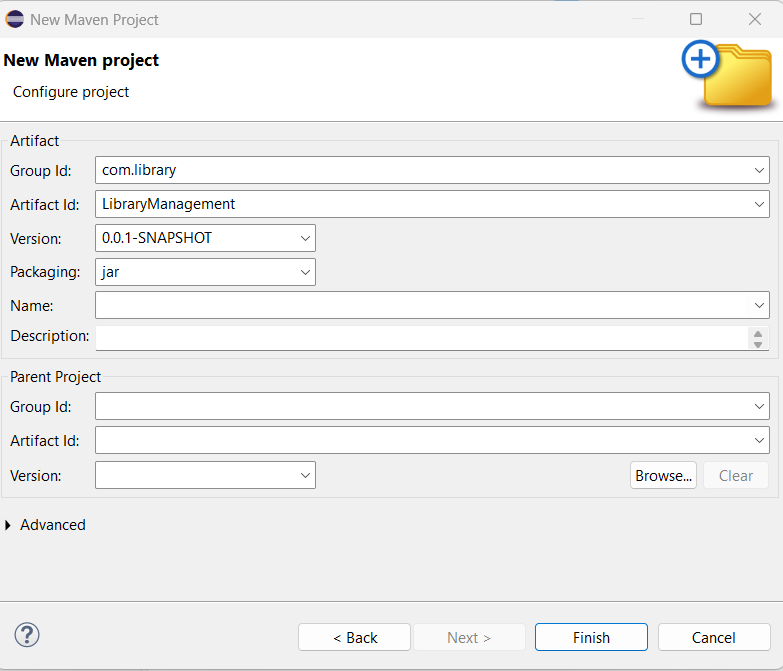 New Maven Project
New Maven project
Configure project
Artifact
Group Id: com.library
Artifact Id: LibraryManagement
Version: 0.0.1-SNAPSHOT
Packaging: jar
Name:
Description:
Parent Project
Group Id:
Artifact Id:
Version:
Browse... Clear
Advanced
? < Back Next > Finish Cancel